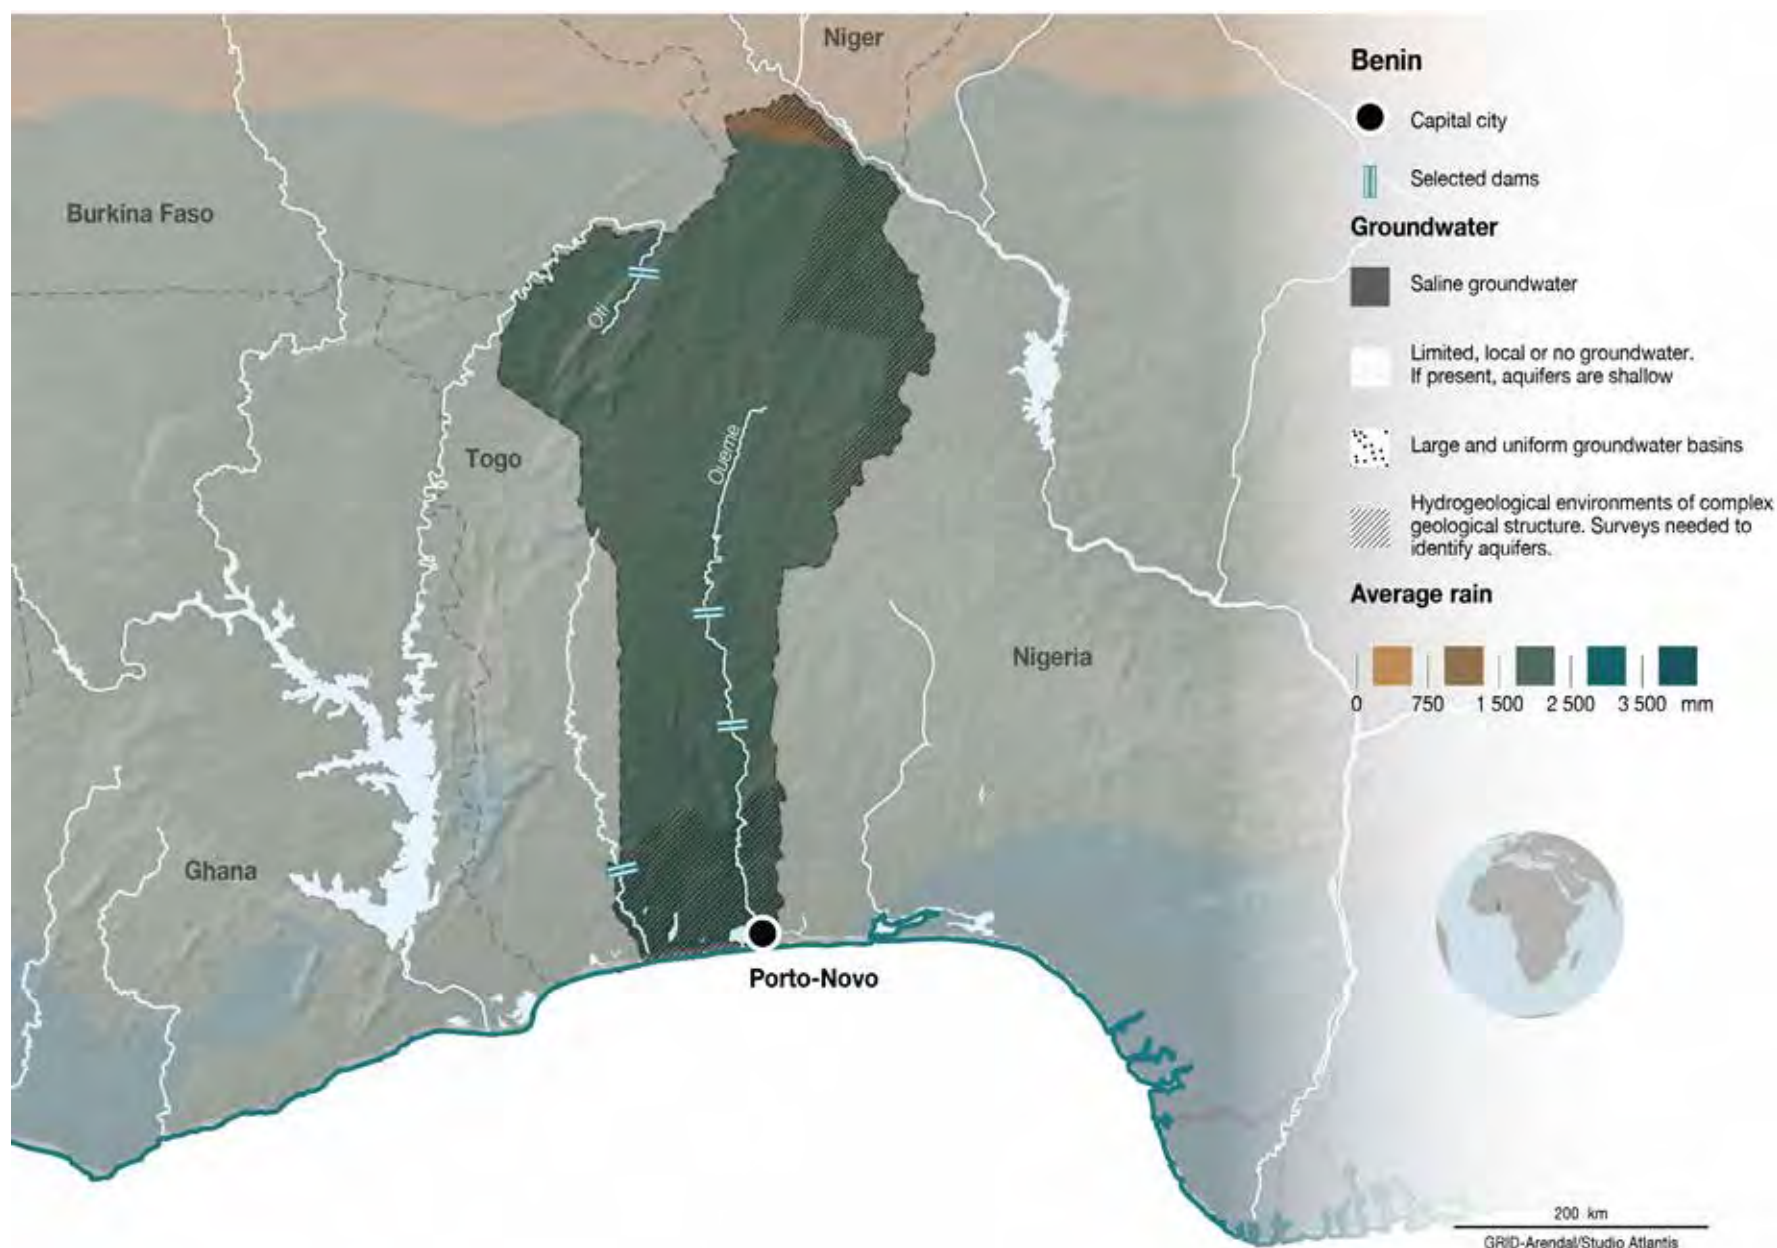 Niger
Burkina Faso
Oti
Togo
Oueme
Nigeria
Ghana
Porto-Novo
Benin
Capital city
Selected dams
Groundwater
Saline groundwater
Limited, local or no groundwater.
If present, aquifers are shallow
Large and uniform groundwater basins
Hydrogeological environments of complex
geological structure. Surveys needed to
identify aquifers.
Average rain
0 750 1 500 2 500 3 500 mm
200 km
GRID-Arendal/Studio Atlantis